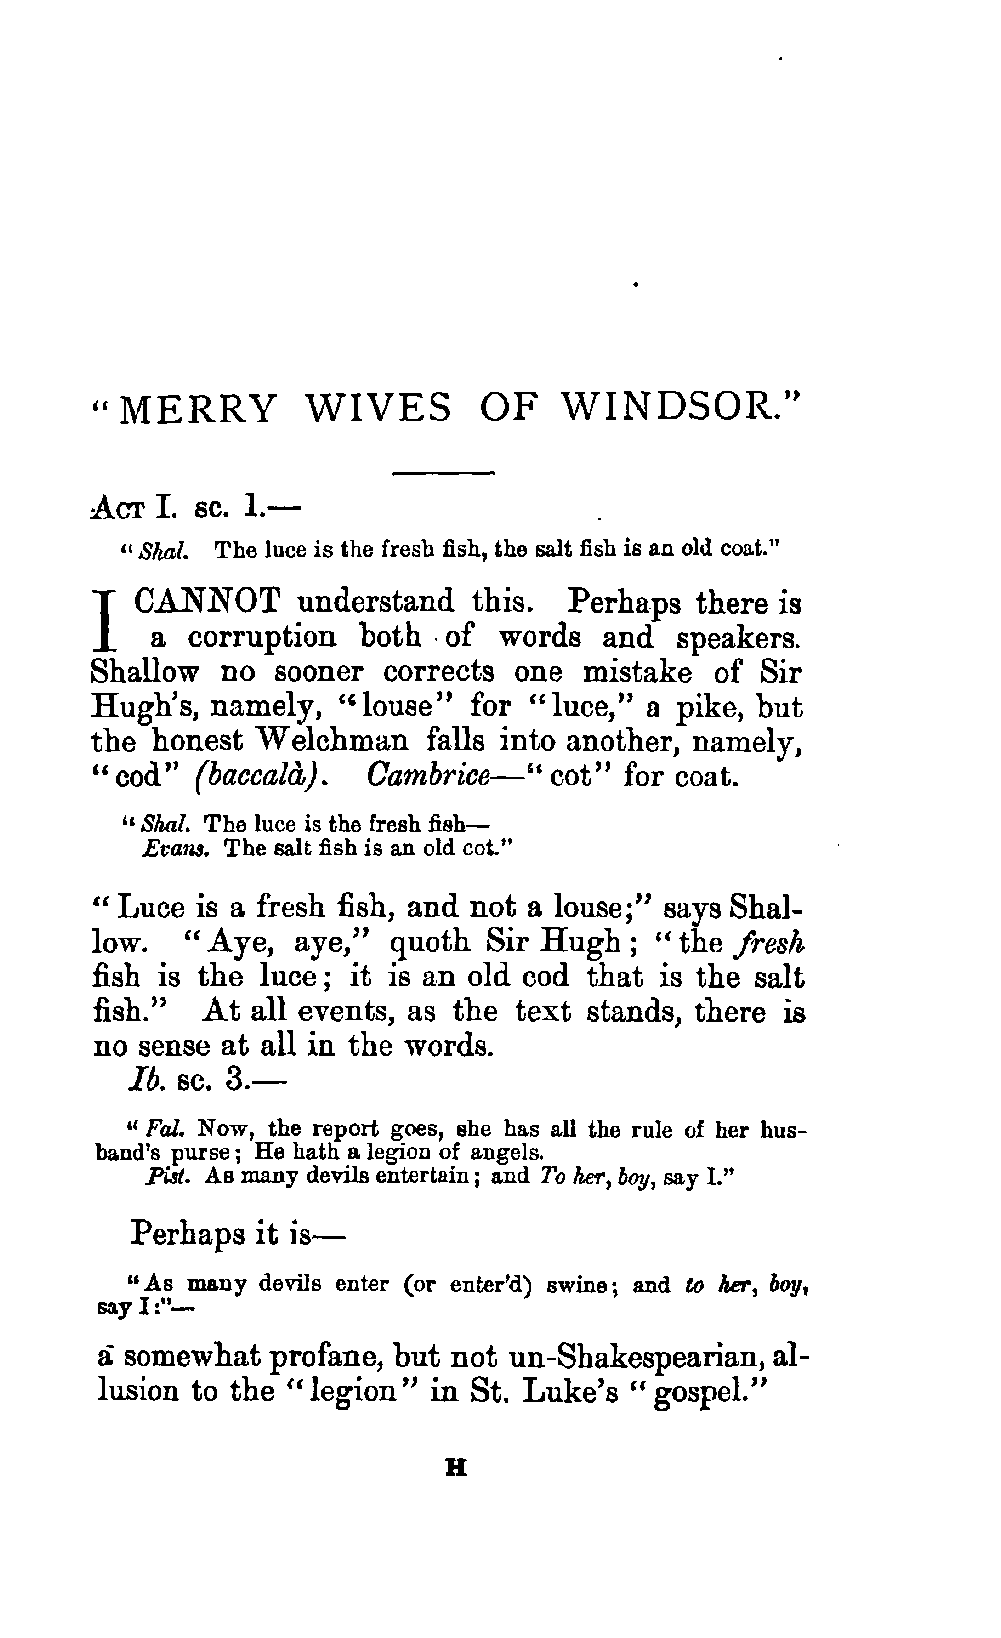 "MERRY WIVES OF WINDSOR."
ACT I. sc. 1.—
"Shal. The luce is the fresh fish, the salt fish is an old coat."
I CANNOT understand this. Perhaps there is
a corruption both of words and speakers.
Shallow no sooner corrects one mistake of Sir
Hugh's, namely, "louse" for "luce," a pike, but
the honest Welchman falls into another, namely,
"cod" (baccalà). Cambrice—"cot" for coat.
"Shal. The luce is the fresh fish—
Evans. The salt fish is an old cot."
"Luce is a fresh fish, and not a louse;" says Shal-
low. "Aye, aye," quoth Sir Hugh; "the fresh
fish is the luce; it is an old cod that is the salt
fish." At all events, as the text stands, there is
no sense at all in the words.
Ib. sc. 3.—
"Fal. Now, the report goes, she has all the rule of her hus-
band's purse; He hath a legion of angels.
Pist. As many devils entertain; and To her, boy, say I."
Perhaps it is—
"As many devils enter (or enter'd) swine; and to her, boy,
say I:"—
a somewhat profane, but not un-Shakespearian, al-
lusion to the "legion" in St. Luke's "gospel."
H